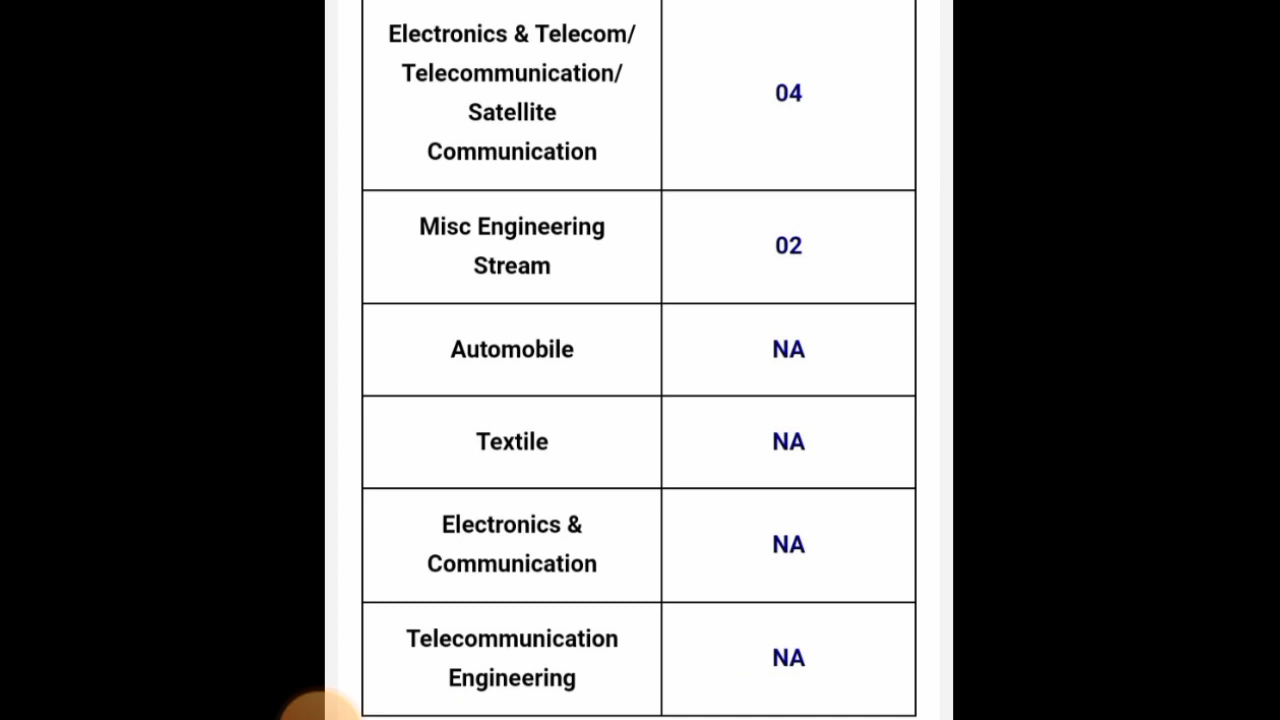 Electronics & Telecom/
Telecommunication/
Satellite
Communication
04
Misc Engineering
Stream
02
Automobile
NA
Textile
NA
Electronics &
Communication
NA
Telecommunication
Engineering
NA